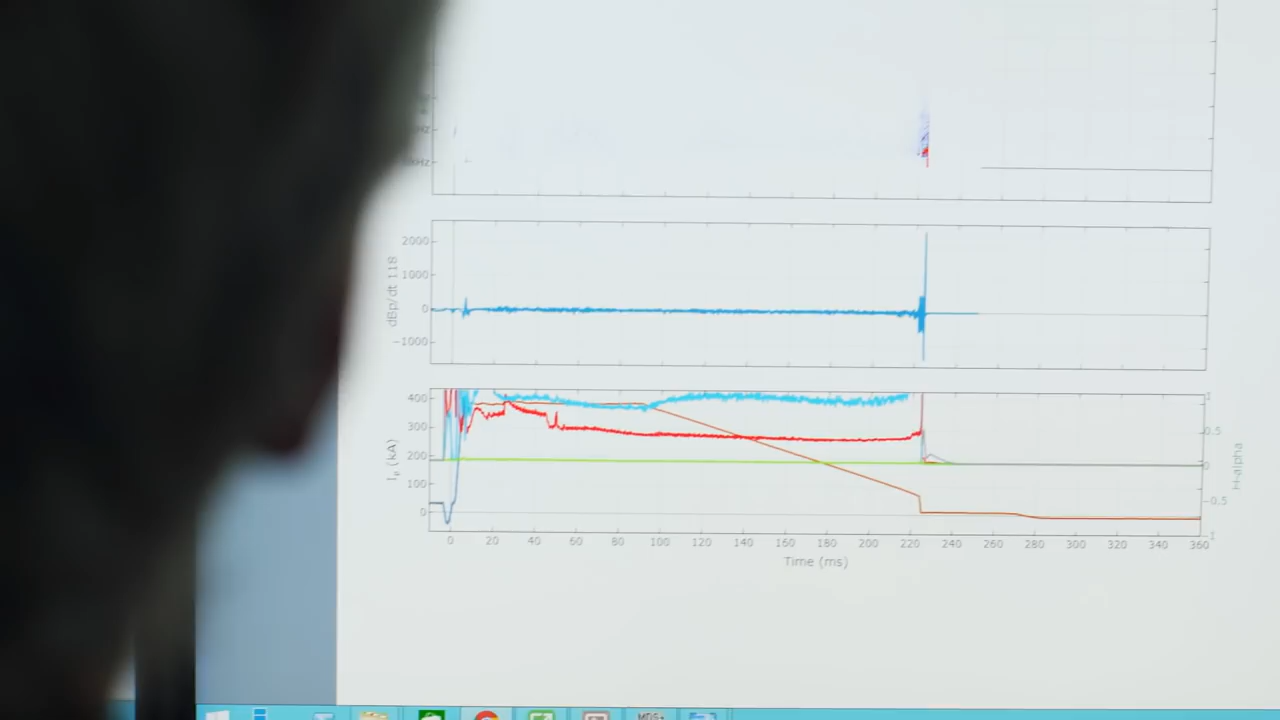 dBp/dt 118
2000
1000
0
−1000
Ip (kA)
400
300
200
100
0
1
0.5
0
-0.5
-1
H-alpha
0 20 40 60 80 100 120 140 160 180 200 220 240 260 280 300 320 340 360
Time (ms)
MDS+